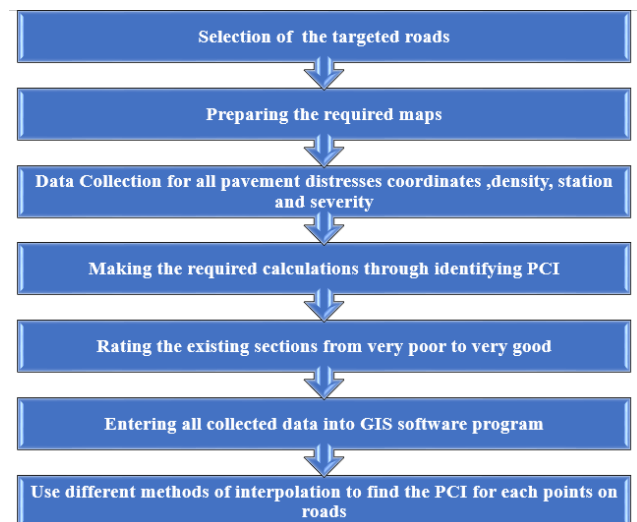 Selection of the targeted roads
Preparing the required maps
Data Collection for all pavement distresses coordinates ,density, station
and severity
Making the required calculations through identifying PCI
Rating the existing sections from very poor to very good
Entering all collected data into GIS software program
Use different methods of interpolation to find the PCI for each points on
roads